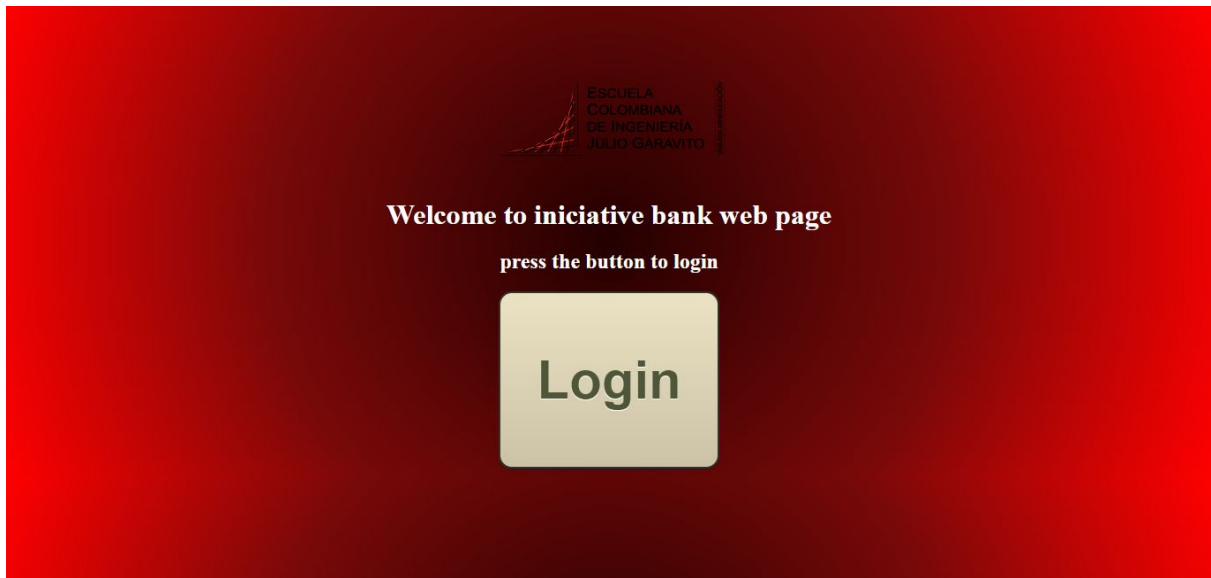 ESCUELA
COLOMBIANA
DE INGENIERÍA
JULIO GARAVITO
Welcome to iniciative bank web page
press the button to login
Login